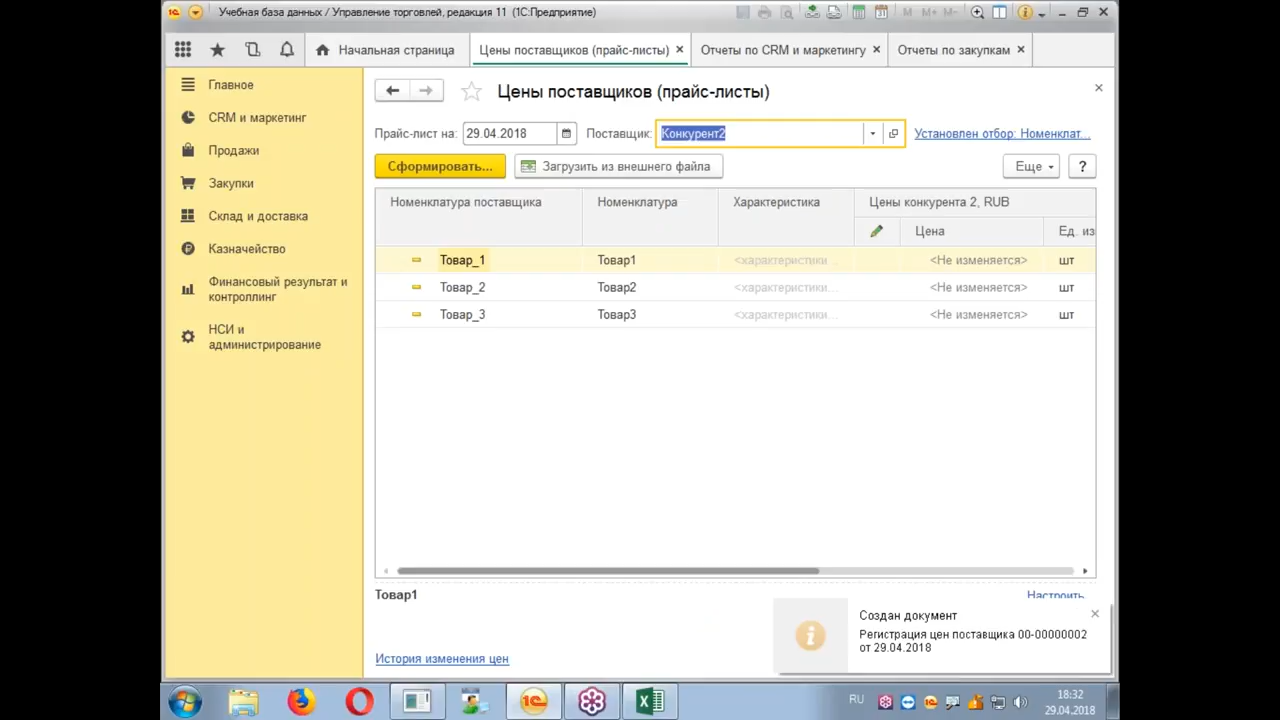 Учебная база данных / Управление торговлей, редакция 11 (1С:Предприятие)
M M+ M-
Начальная страница
Цены поставщиков (прайс-листы) ×
Отчеты по CRM и маркетингу ×
Отчеты по закупкам ×
Главное
CRM и маркетинг
Продажи
Закупки
Склад и доставка
Казначейство
Финансовый результат и
контроллинг
НСИ и
администрирование
Цены поставщиков (прайс-листы)
Прайс-лист на: 29.04.2018 Поставщик: Конкурент2 Установлен отбор: Номенклат...
Сформировать... Загрузить из внешнего файла Еще ?
Номенклатура поставщика Номенклатура Характеристика Цены конкурента 2, RUB
Цена Ед. из
Товар_1 Товар1 <характеристики... <Не изменяется> шт
Товар_2 Товар2 <характеристики... <Не изменяется> шт
Товар_3 Товар3 <характеристики... <Не изменяется> шт
Товар1
Настроить
Создан документ
Регистрация цен поставщика 00-00000002
от 29.04.2018
История изменения цен
RU
18:32
29.04.2018